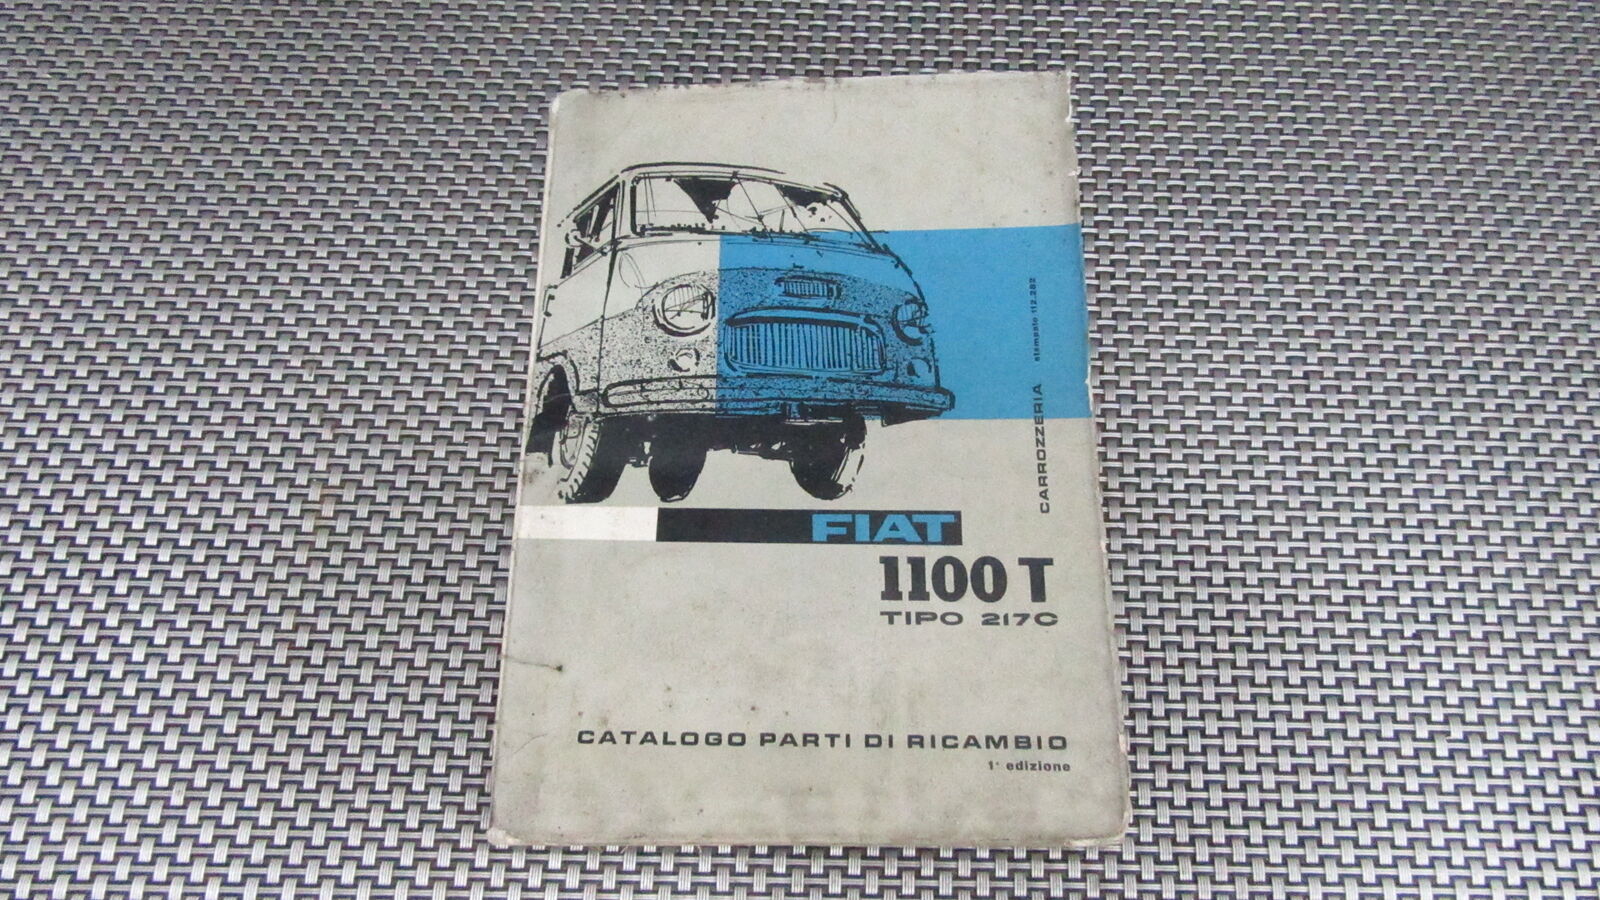 CARROZZERIA stampato 112.282
FIAT
1100 T
TIPO 217C
CATALOGO PARTI DI RICAMBIO
1ª edizione